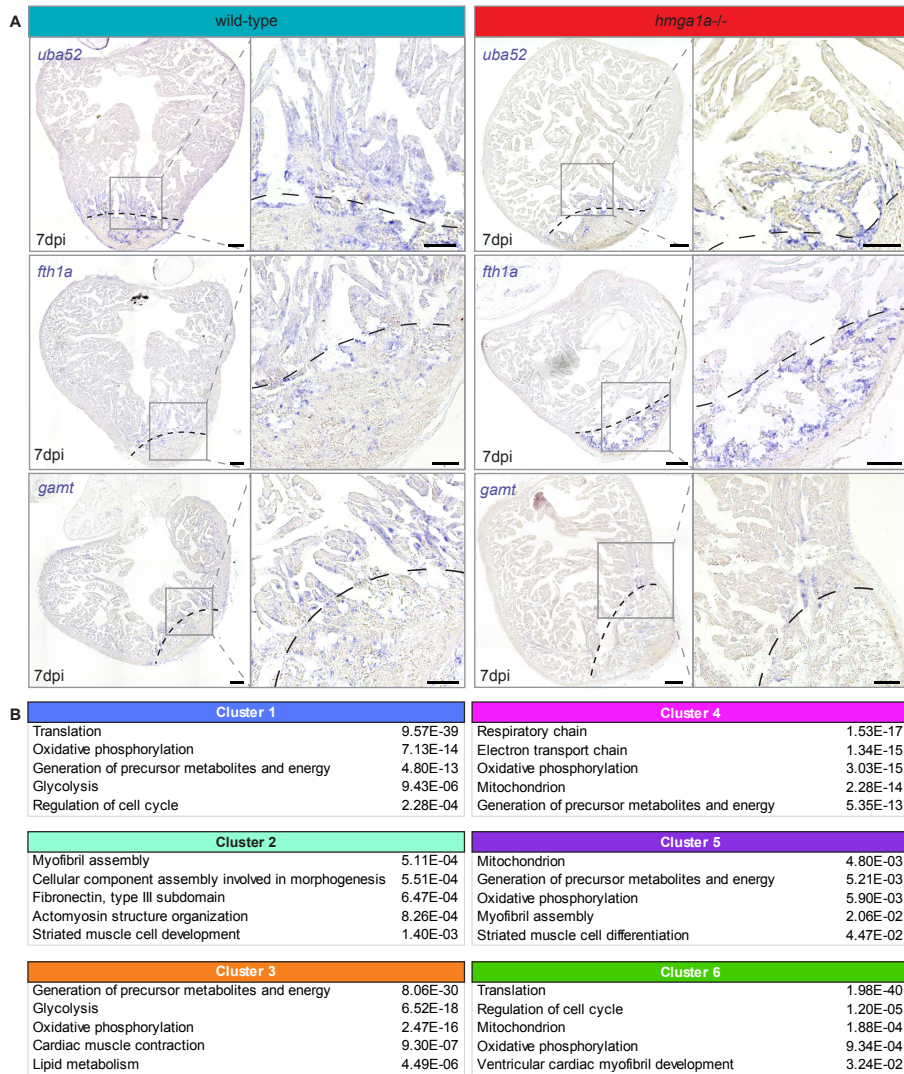 A
wild-type
hmga1a-/-
uba52
7dpi
uba52
7dpi
fth1a
7dpi
fth1a
7dpi
gamt
7dpi
gamt
7dpi
B
Cluster 1
Translation 9.57E-39
Oxidative phosphorylation 7.13E-14
Generation of precursor metabolites and energy 4.80E-13
Glycolysis 9.43E-06
Regulation of cell cycle 2.28E-04
Cluster 4
Respiratory chain 1.53E-17
Electron transport chain 1.34E-15
Oxidative phosphorylation 3.03E-15
Mitochondrion 2.28E-14
Generation of precursor metabolites and energy 5.35E-13
Cluster 2
Myofibril assembly 5.11E-04
Cellular component assembly involved in morphogenesis 5.51E-04
Fibronectin, type III subdomain 6.47E-04
Actomyosin structure organization 8.26E-04
Striated muscle cell development 1.40E-03
Cluster 5
Mitochondrion 4.80E-03
Generation of precursor metabolites and energy 5.21E-03
Oxidative phosphorylation 5.90E-03
Myofibril assembly 2.06E-02
Striated muscle cell differentiation 4.47E-02
Cluster 3
Generation of precursor metabolites and energy 8.06E-30
Glycolysis 6.52E-18
Oxidative phosphorylation 2.47E-16
Cardiac muscle contraction 9.30E-07
Lipid metabolism 4.49E-06
Cluster 6
Translation 1.98E-40
Regulation of cell cycle 1.20E-05
Mitochondrion 1.88E-04
Oxidative phosphorylation 9.34E-04
Ventricular cardiac myofibril development 3.24E-02